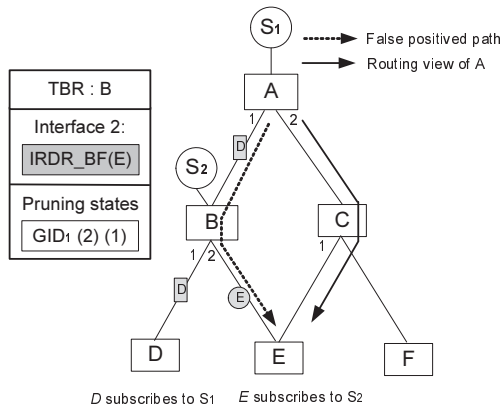 S1
False positived path
Routing view of A
A
1
2
TBR : B
Interface 2:
IRDR_BF(E)
Pruning states
GID1 (2) (1)
D
S2
B
C
1
2
1
D
E
D
E
F
D subscribes to S1
E subscribes to S2